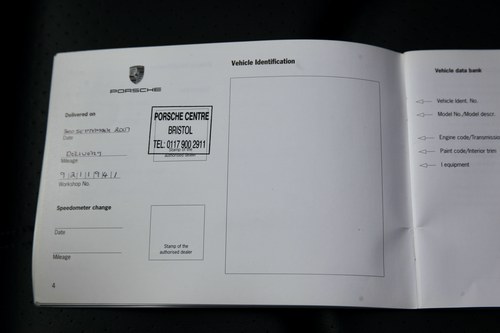 PORSCHE
Delivered on
Date
DELIVERY
Mileage
Workshop No.
PORSCHE CENTRE
BRISTOL
TEL: 0117 900 2911
Stamp of the
authorised dealer
Speedometer change
Date
Mileage
Stamp of the
authorised dealer
4
Vehicle Identification
Vehicle data bank
Vehicle Ident. No.
Model No./Model descr.
Engine code/Transmissio
Paint code/Interior trim
l equipment